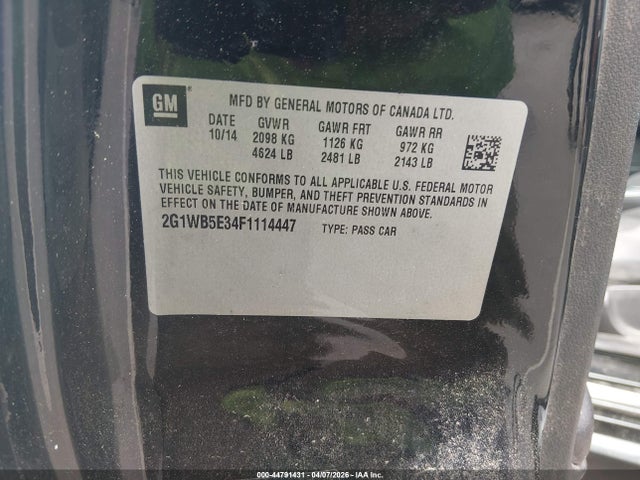 GM
MFD BY GENERAL MOTORS OF CANADA LTD.
DATE GVWR GAWR FRT GAWR RR
10/14 2098 KG 1126 KG 972 KG
4624 LB 2481 LB 2143 LB
THIS VEHICLE CONFORMS TO ALL APPLICABLE U.S. FEDERAL MOTOR
VEHICLE SAFETY, BUMPER, AND THEFT PREVENTION STANDARDS IN
EFFECT ON THE DATE OF MANUFACTURE SHOWN ABOVE.
2G1WB5E34F1114447 TYPE: PASS CAR
000-44791431 - 04/07/2026 - IAA